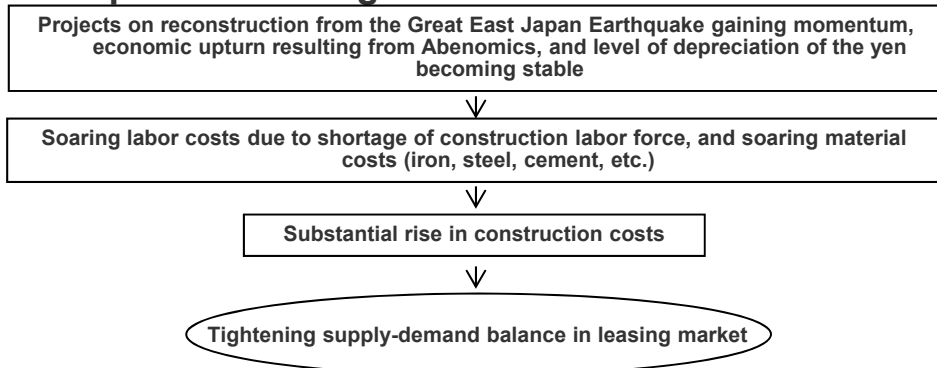 Projects on reconstruction from the Great East Japan Earthquake gaining momentum,
economic upturn resulting from Abenomics, and level of depreciation of the yen
becoming stable
Soaring labor costs due to shortage of construction labor force, and soaring material
costs (iron, steel, cement, etc.)
Substantial rise in construction costs
Tightening supply-demand balance in leasing market